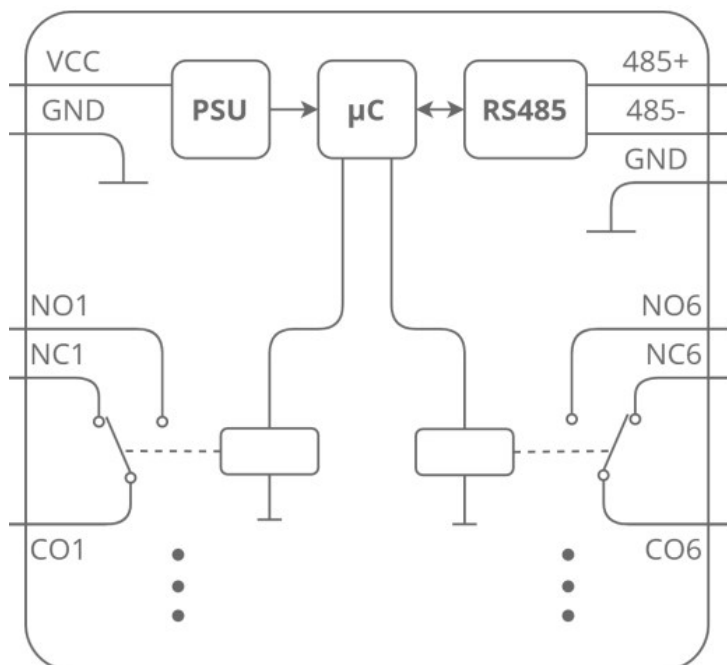 VCC
485+
PSU
µC
RS485
GND
485-
GND
NO1
NO6
NC1
NC6
CO1
CO6